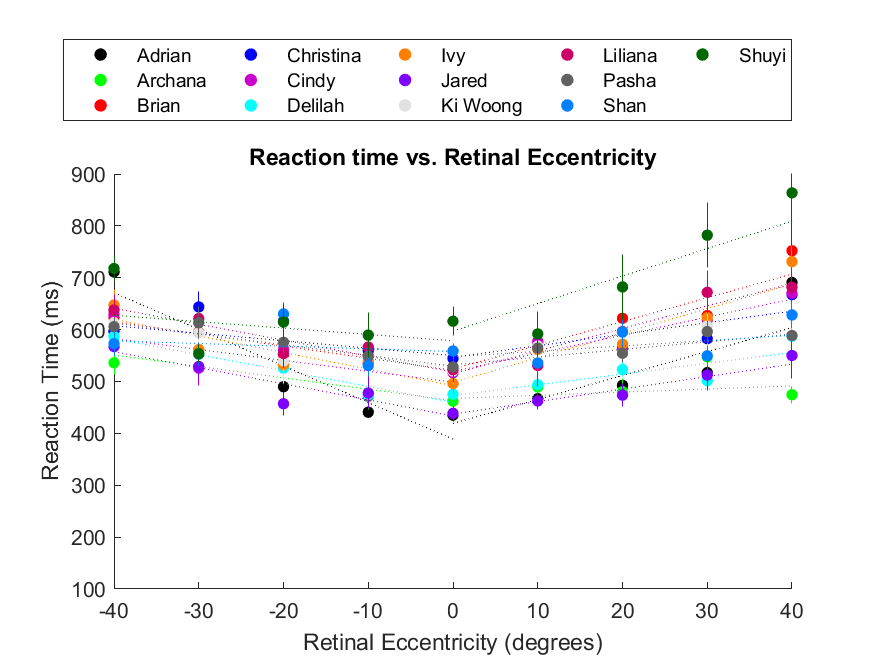 Adrian Christina Ivy Liliana Shuyi
Archana Cindy Jared Pasha
Brian Delilah Ki Woong Shan
Reaction time vs. Retinal Eccentricity
900
800
700
600
500
400
300
200
100
Reaction Time (ms)
-40 -30 -20 -10 0 10 20 30 40
Retinal Eccentricity (degrees)